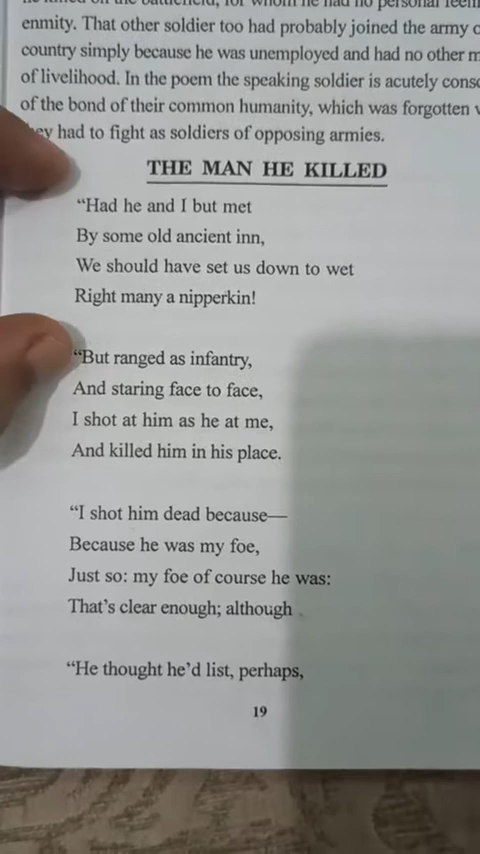 enmity. That other soldier too had probably joined the army
country simply because he was unemployed and had no other
of livelihood. In the poem the speaking soldier is acutely
of the bond of their common humanity, which was forgotten
had to fight as soldiers of opposing armies.
THE MAN HE KILLED
“Had he and I but met
By some old ancient inn,
We should have set us down to wet
Right many a nipperkin!
“But ranged as infantry,
And staring face to face,
I shot at him as he at me,
And killed him in his place.
“I shot him dead because—
Because he was my foe,
Just so: my foe of course he was:
That’s clear enough; although
“He thought he’d list, perhaps,
19